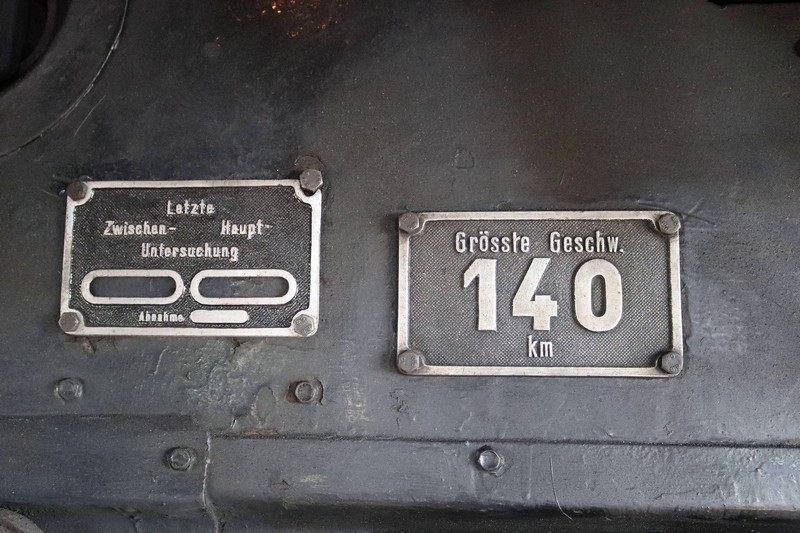 Letzte
Zwischen- Haupt-
Untersuchung
Abnahme
Grösste Geschw.
140
km